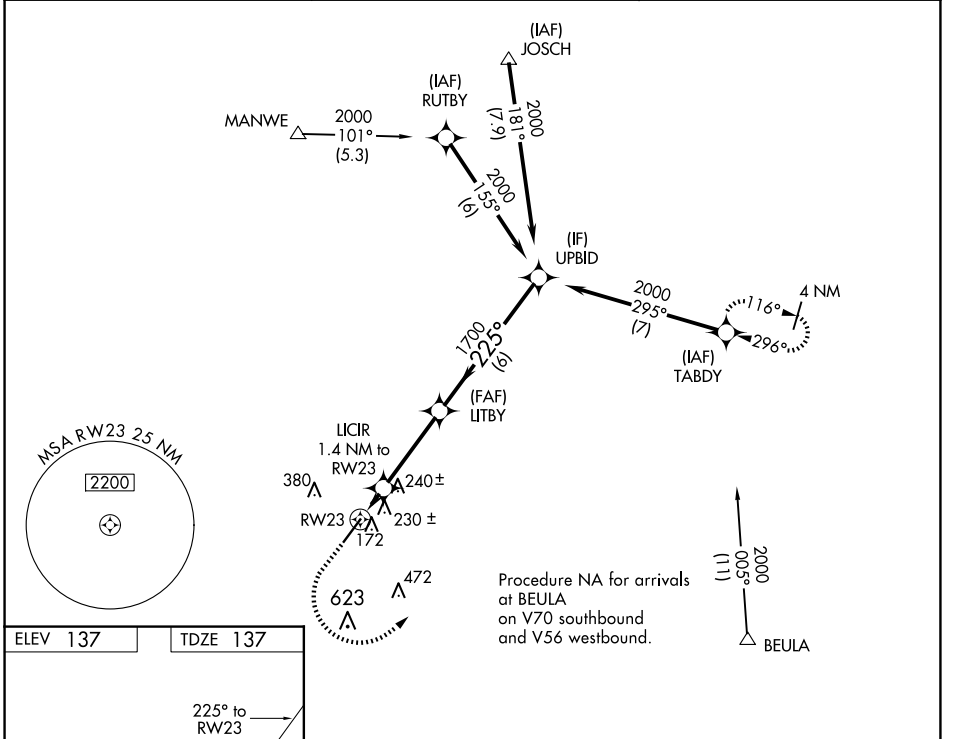 (IAF)
JOSCH
(IAF)
RUTBY
MANWE
2000
101°
(5.3)
2000
181°
(7.9)
2000
155°
(6)
(IF)
UPBID
2000
295°
(7)
4 NM
116°
296°
(IAF)
TABDY
1700
225°
(6)
(FAF)
LITBY
LICIR
1.4 NM to
RW23
380
240±
RW23
230 ±
172
472
623
MSA RW23 25 NM
2200
Procedure NA for arrivals
at BEULA
on V70 southbound
and V56 westbound.
2000
005°
(11)
BEULA
ELEV 137
TDZE 137
225° to
RW23